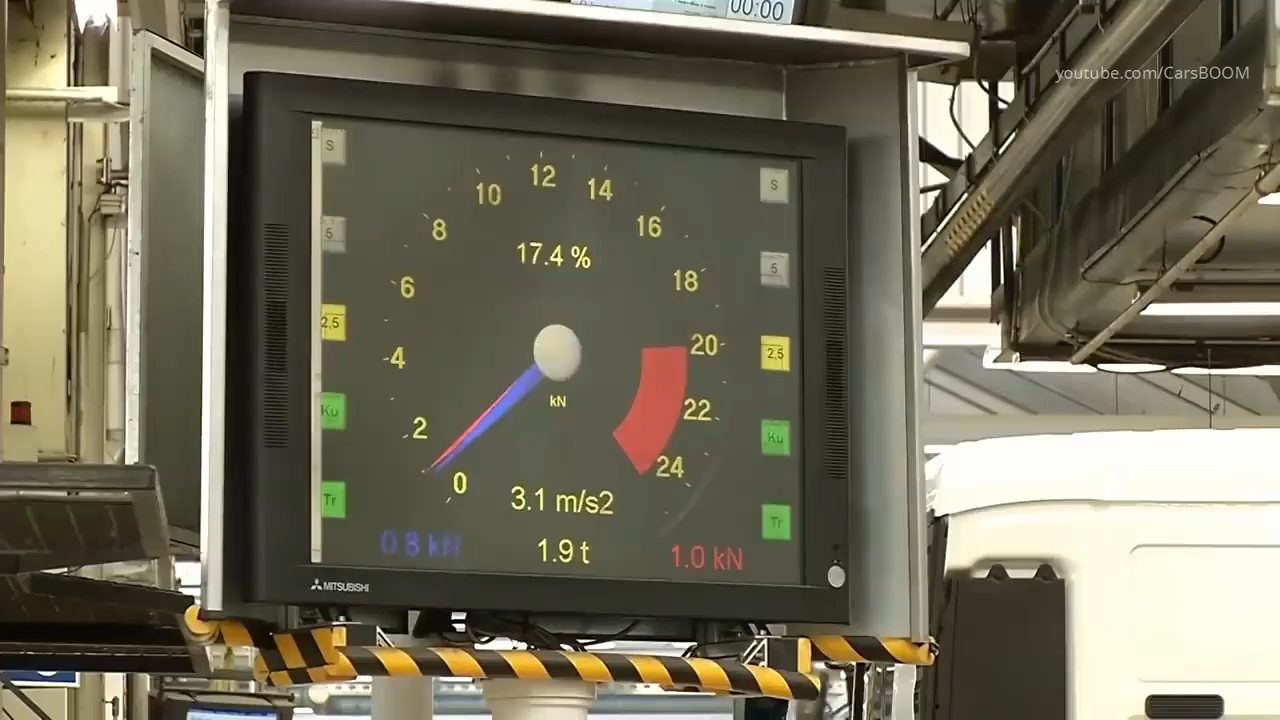 00:00
youtube.com/CarsBOOM
S
5
2,5
Ku
Tr
0
2
4
6
8
10
12
14
16
18
20
22
24
17.4 %
kN
3.1 m/s2
0.8 kN
1.9 t
1.0 kN
S
5
2,5
Ku
Tr
MITSUBISHI